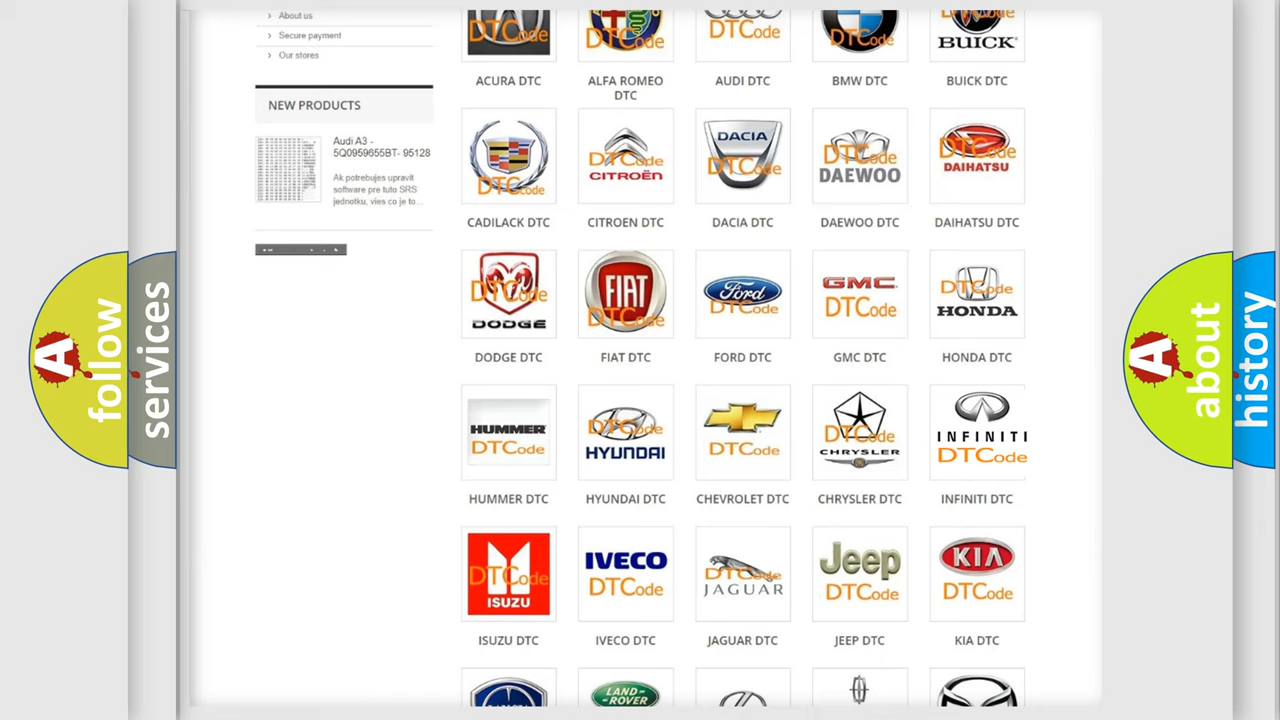 About us
Secure payment
Our stores
NEW PRODUCTS
Audi A3 -
5Q0959655BT- 95128
Ak potrebujes upravit
software pre tuto SRS
jednotku, vies co je to...
DTCode
DTCode
DTCode
DTCode
BUICK
ACURA DTC
ALFA ROMEO
DTC
AUDI DTC
BMW DTC
BUICK DTC
DTCode
DTCode
CITROËN
DACIA
DTCode
DTCode
DAEWOO
DTCode
DAIHATSU
CADILACK DTC
CITROEN DTC
DACIA DTC
DAEWOO DTC
DAIHATSU DTC
DTCode
DODGE
FIAT
DTCode
Ford
DTCode
GMC
DTCode
DTCode
HONDA
DODGE DTC
FIAT DTC
FORD DTC
GMC DTC
HONDA DTC
HUMMER
DTCode
DTCode
HYUNDAI
DTCode
DTCode
CHRYSLER
INFINITI
DTCode
HUMMER DTC
HYUNDAI DTC
CHEVROLET DTC
CHRYSLER DTC
INFINITI DTC
DTCode
ISUZU
IVECO
DTCode
DTCode
JAGUAR
Jeep
DTCode
KIA
DTCode
ISUZU DTC
IVECO DTC
JAGUAR DTC
JEEP DTC
KIA DTC
LAND-
ROVER
A
follow
services
A
about
history